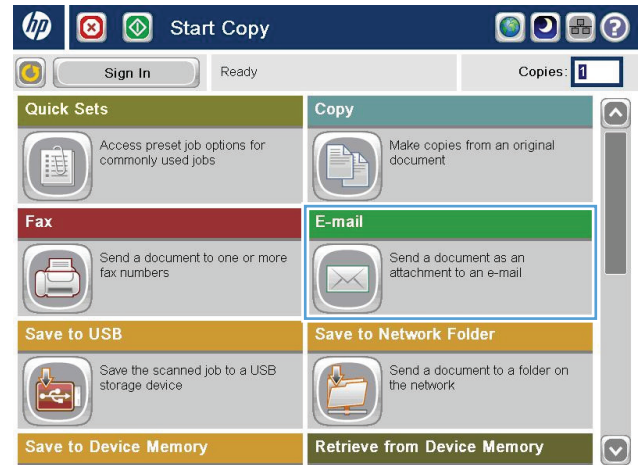 hp Start Copy
Sign In Ready Copies: 1
Quick Sets
Access preset job options for
commonly used jobs
Copy
Make copies from an original
document
Fax
Send a document to one or more
fax numbers
E-mail
Send a document as an
attachment to an e-mail
Save to USB
Save the scanned job to a USB
storage device
Save to Network Folder
Send a document to a folder on
the network
Save to Device Memory
Retrieve from Device Memory